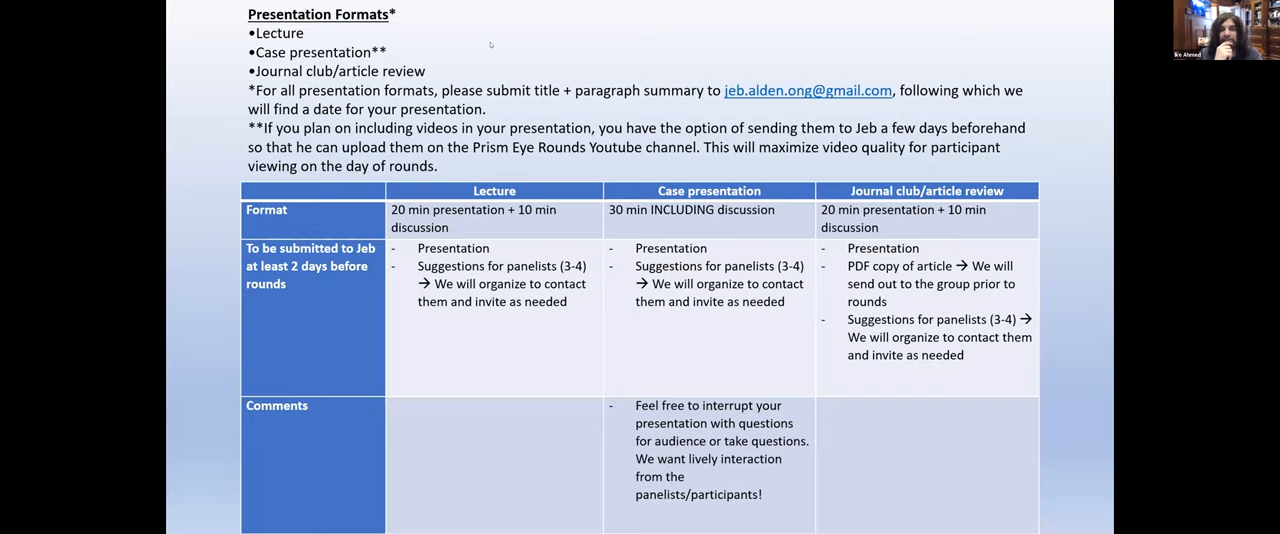 Presentation Formats*
•Lecture
•Case presentation**
•Journal club/article review
*For all presentation formats, please submit title + paragraph summary to jeb.alden.ong@gmail.com, following which we
will find a date for your presentation.
**If you plan on including videos in your presentation, you have the option of sending them to Jeb a few days beforehand
so that he can upload them on the Prism Eye Rounds Youtube channel. This will maximize video quality for participant
viewing on the day of rounds.
Lecture
Case presentation
Journal club/article review
Format
20 min presentation + 10 min
discussion
30 min INCLUDING discussion
20 min presentation + 10 min
discussion
To be submitted to Jeb
at least 2 days before
rounds
- Presentation
- Suggestions for panelists (3-4)
→ We will organize to contact
them and invite as needed
- Presentation
- Suggestions for panelists (3-4)
→ We will organize to contact
them and invite as needed
- Presentation
- PDF copy of article → We will
send out to the group prior to
rounds
- Suggestions for panelists (3-4) →
We will organize to contact them
and invite as needed
Comments
- Feel free to interrupt your
presentation with questions
for audience or take questions.
We want lively interaction
from the
panelists/participants!
Ike Ahmed